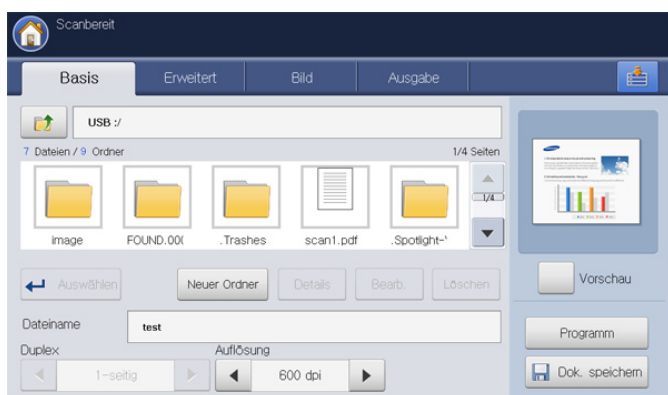 Scanbereit
Basis Erweitert Bild Ausgabe
USB :/
7 Dateien / 9 Ordner 1/4 Seiten
1/4
image FOUND.00( .Trashes scan1.pdf .Spotlight-
Auswählen Neuer Ordner Details Bearb. Löschen
Vorschau
Dateiname test
Programm
Duplex Auflösung
1-seitig 600 dpi
Dok. speichern